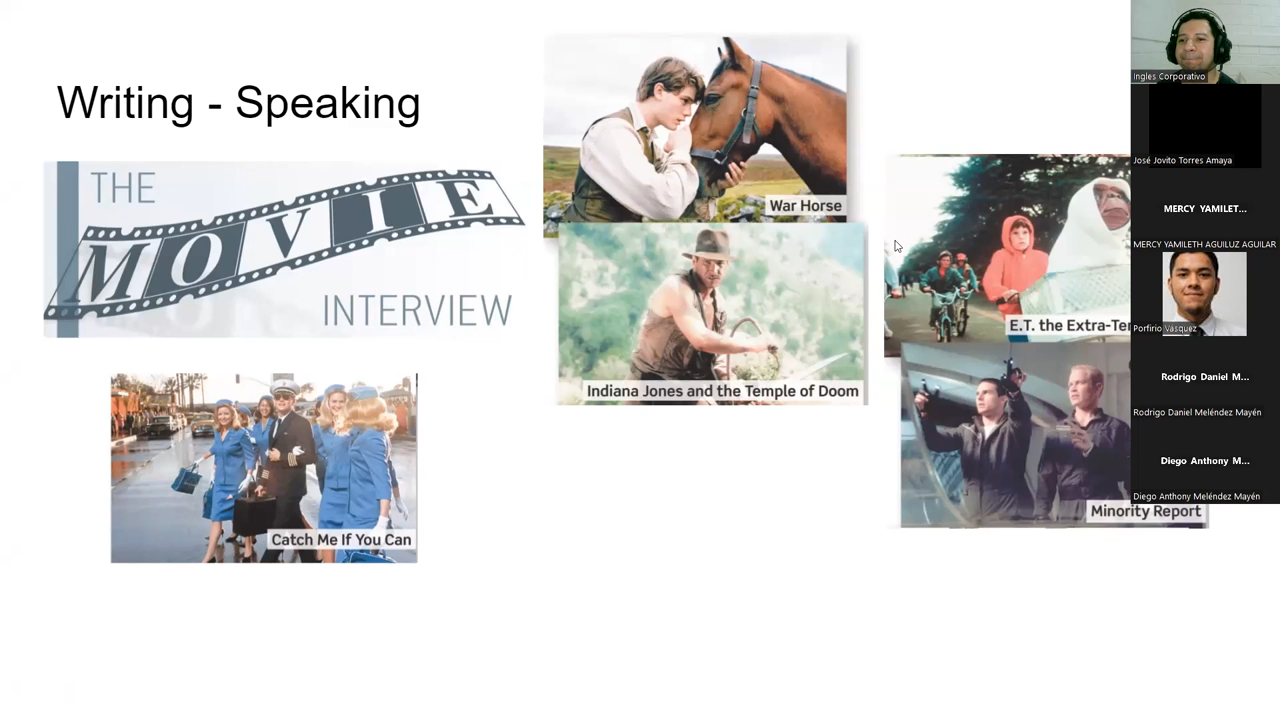 Writing - Speaking
THE
MOVIE
INTERVIEW
War Horse
Indiana Jones and the Temple of Doom
E.T. the Extra-Ter
Minority Report
Catch Me If You Can
Ingles Corporativo
José Jovito Torres Amaya
MERCY YAMILET...
MERCY YAMILETH AGUILUZ AGUILAR
Porfirio Vásquez
Rodrigo Daniel M...
Rodrigo Daniel Meléndez Mayén
Diego Anthony M...
Diego Anthony Meléndez Mayén